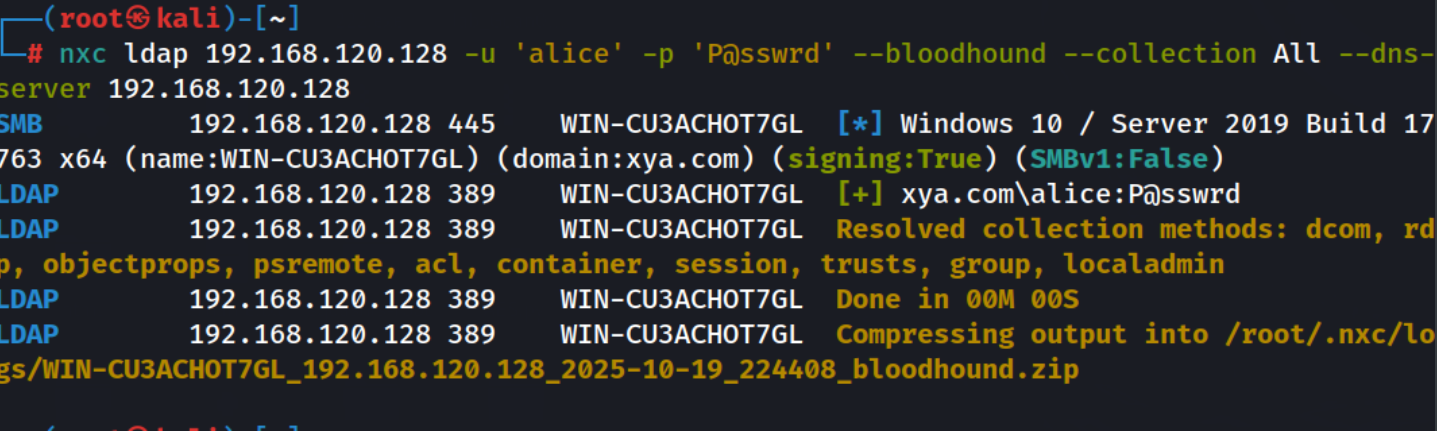 ┌──(root㉿kali)-[~]
└─# nxc ldap 192.168.120.128 -u 'alice' -p 'P@sswrd' --bloodhound --collection All --dns-
server 192.168.120.128
SMB 192.168.120.128 445 WIN-CU3ACHOT7GL [*] Windows 10 / Server 2019 Build 17
763 x64 (name:WIN-CU3ACHOT7GL) (domain:xya.com) (signing:True) (SMBv1:False)
LDAP 192.168.120.128 389 WIN-CU3ACHOT7GL [+] xya.com\alice:P@sswrd
LDAP 192.168.120.128 389 WIN-CU3ACHOT7GL Resolved collection methods: dcom, rd
p, objectprops, psremote, acl, container, session, trusts, group, localadmin
LDAP 192.168.120.128 389 WIN-CU3ACHOT7GL Done in 00M 00S
LDAP 192.168.120.128 389 WIN-CU3ACHOT7GL Compressing output into /root/.nxc/lo
gs/WIN-CU3ACHOT7GL_192.168.120.128_2025-10-19_224408_bloodhound.zip